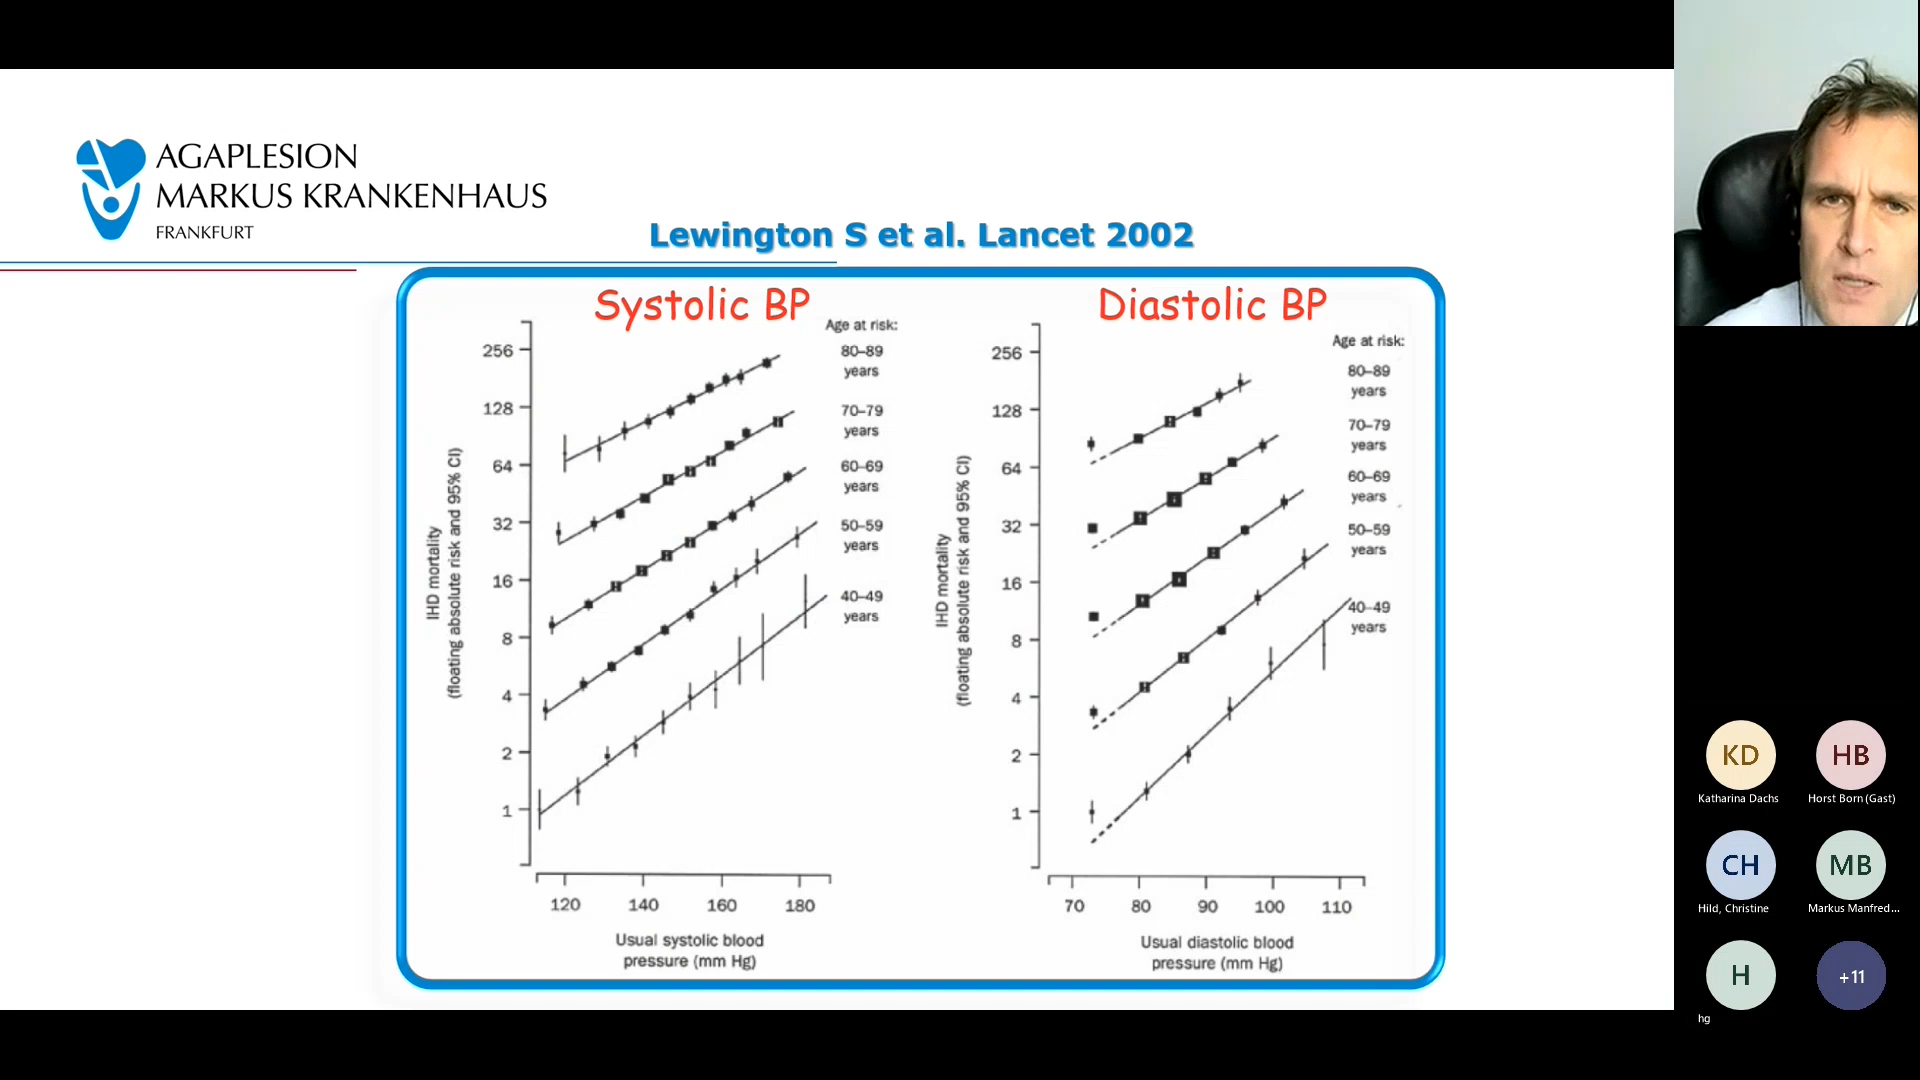 AGAPLESION
MARKUS KRANKENHAUS
FRANKFURT
Lewington S et al. Lancet 2002
Systolic BP
IHD mortality
(floating absolute risk and 95% CI)
256
128
64
32
16
8
4
2
1
120 140 160 180
Usual systolic blood
pressure (mm Hg)
Age at risk:
80–89
years
70–79
years
60–69
years
50–59
years
40–49
years
Diastolic BP
IHD mortality
(floating absolute risk and 95% CI)
256
128
64
32
16
8
4
2
1
70 80 90 100 110
Usual diastolic blood
pressure (mm Hg)
Age at risk:
80–89
years
70–79
years
60–69
years
50–59
years
40–49
years
KD HB
Katharina Dachs Horst Born (Gast)
CH MB
Hild, Christine Markus Manfred...
H +11
hg